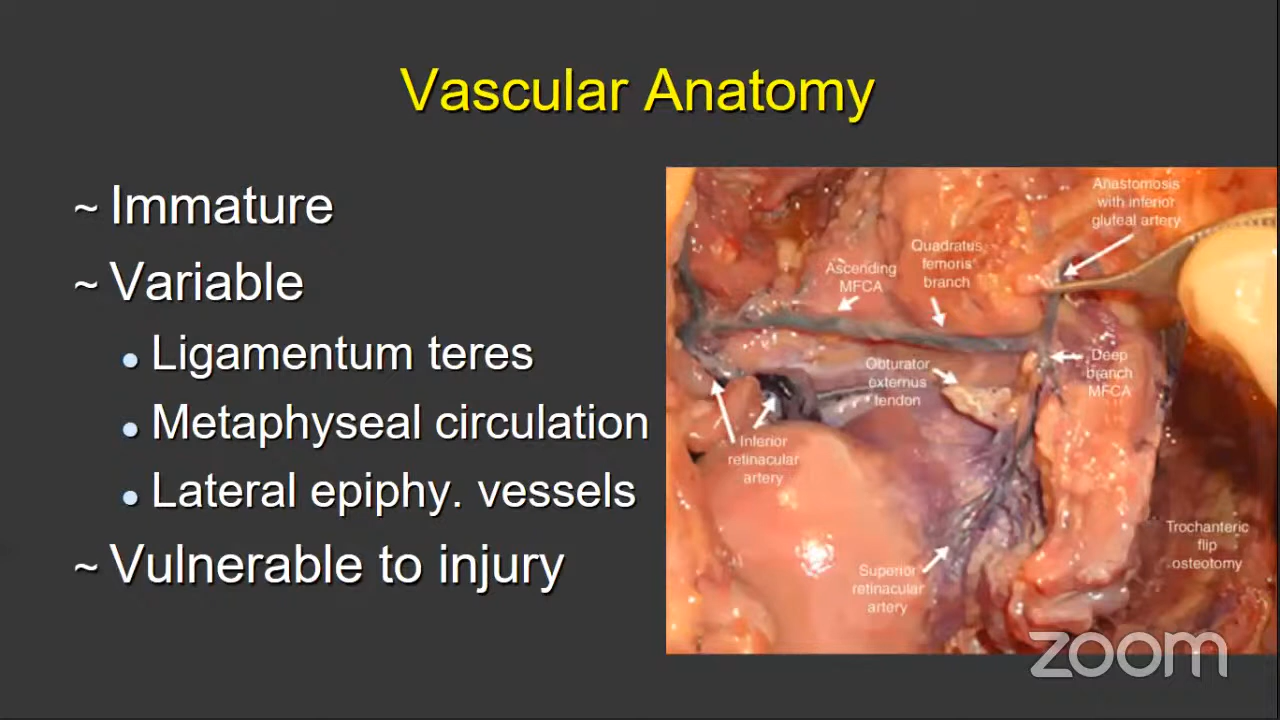 Vascular Anatomy
~ Immature
~ Variable
• Ligamentum teres
• Metaphyseal circulation
• Lateral epiphy. vessels
~ Vulnerable to injury
Anastomosis
with inferior
gluteal artery
Quadratus
femoris
branch
Ascending
MFCA
Obturator
externus
tendon
Deep
branch
MFCA
Inferior
retinacular
artery
Superior
retinacular
artery
Trochanteric
flip
osteotomy
zoom